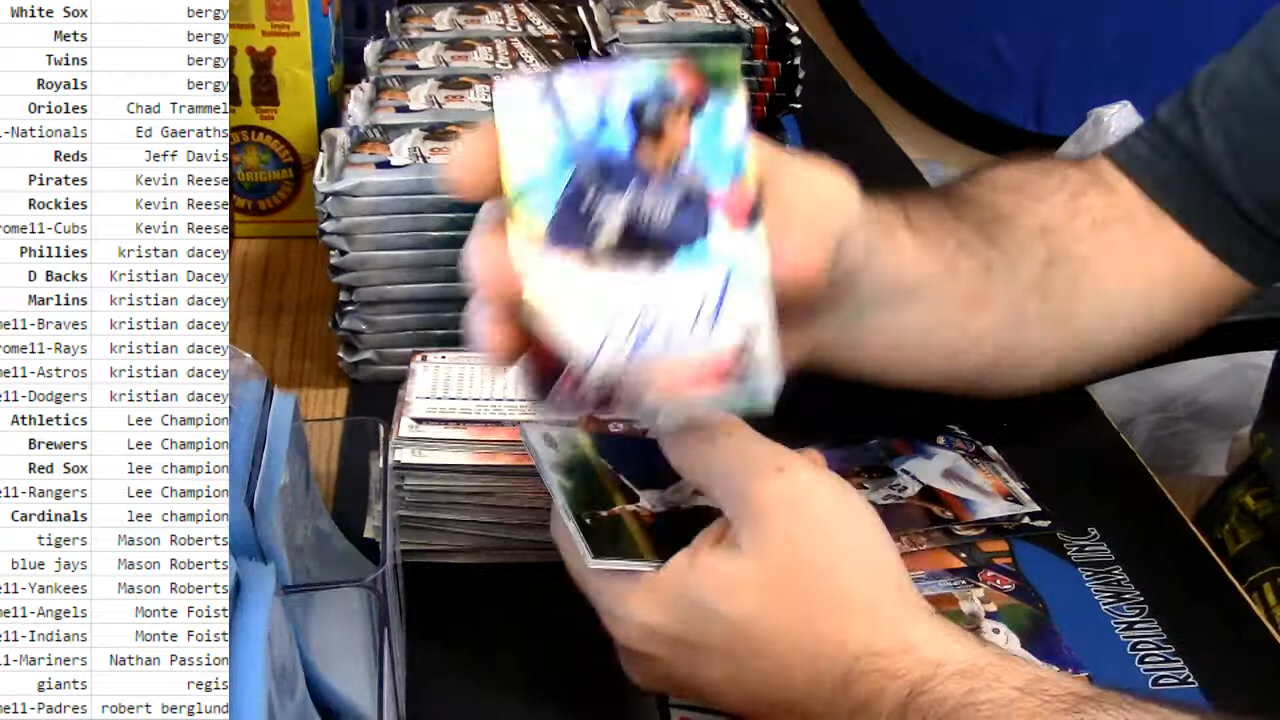 White Sox bergy
Mets bergy
Twins bergy
Royals bergy
Orioles Chad Trammel
-Nationals Ed Gaeraths
Reds Jeff Davis
Pirates Kevin Reese
Rockies Kevin Reese
rome11-Cubs Kevin Reese
Phillies kristan dacey
D Backs Kristian Dacey
Marlins kristian dacey
me11-Braves kristian dacey
rome11-Rays kristian dacey
me11-Astros kristian dacey
e11-Dodgers kristian dacey
Athletics Lee Champion
Brewers Lee Champion
Red Sox lee champion
e11-Rangers Lee Champion
Cardinals lee champion
tigers Mason Roberts
blue jays Mason Roberts
e11-Yankees Mason Roberts
me11-Angels Monte Foist
e11-Indians Monte Foist
11-Mariners Nathan Passion
giants regis
me11-Padres robert berglund
ORIGINAL
KIPNIS
RIPPINGWAX INC